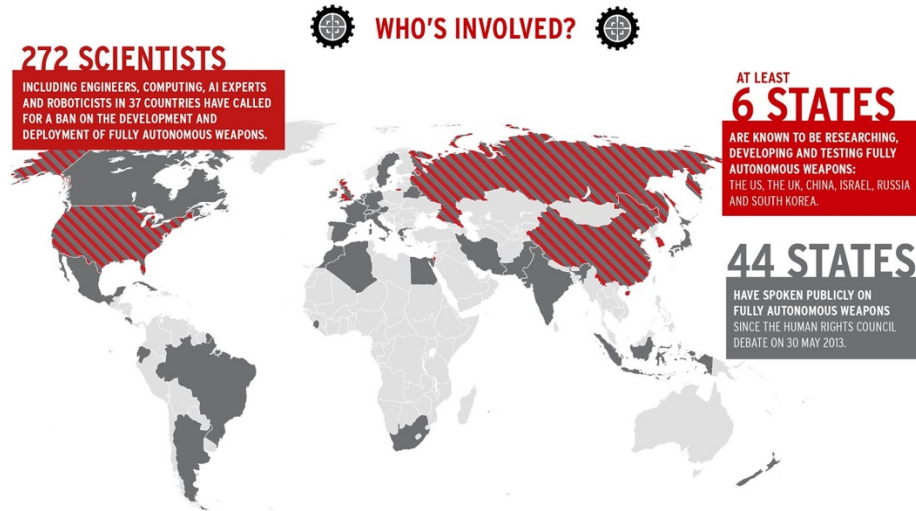 WHO'S INVOLVED?
272 SCIENTISTS
INCLUDING ENGINEERS, COMPUTING, AI EXPERTS
AND ROBOTICISTS IN 37 COUNTRIES HAVE CALLED
FOR A BAN ON THE DEVELOPMENT AND
DEPLOYMENT OF FULLY AUTONOMOUS WEAPONS.
AT LEAST
6 STATES
ARE KNOWN TO BE RESEARCHING,
DEVELOPING AND TESTING FULLY
AUTONOMOUS WEAPONS:
THE US, THE UK, CHINA, ISRAEL, RUSSIA
AND SOUTH KOREA.
44 STATES
HAVE SPOKEN PUBLICLY ON
FULLY AUTONOMOUS WEAPONS
SINCE THE HUMAN RIGHTS COUNCIL
DEBATE ON 30 MAY 2013.